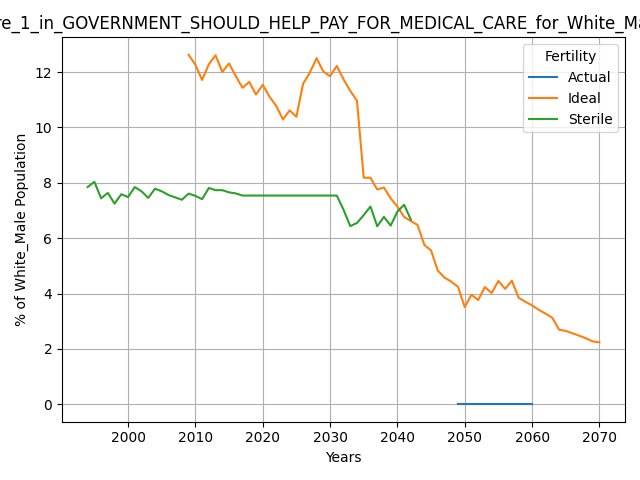 re_1_in_GOVERNMENT_SHOULD_HELP_PAY_FOR_MEDICAL_CARE_for_White_Ma
Fertility
Actual
Ideal
Sterile
% of White_Male Population
12
10
8
6
4
2
0
2000 2010 2020 2030 2040 2050 2060 2070
Years